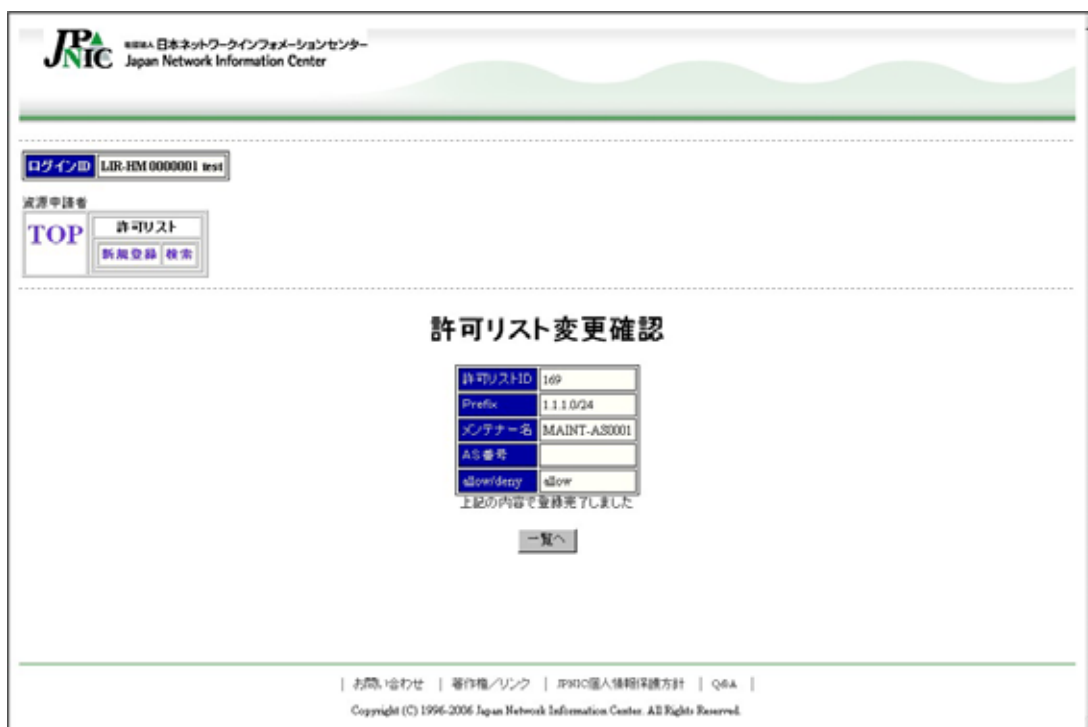 JPNIC
社団法人 日本ネットワークインフォメーションセンター
Japan Network Information Center
ログインID LIR-HM 0000001 test
資源申請者
TOP 許可リスト
新規登録 検索
許可リスト変更確認
許可リストID 169
Prefix 1.1.1.0/24
メンテナー名 MAINT-AS0001
AS番号
allow/deny allow
上記の内容で登録完了しました
一覧へ
| お問い合わせ | 著作権/リンク | JPNIC個人情報保護方針 | Q&A |
Copyright (C) 1996-2006 Japan Network Information Center. All Rights Reserved.